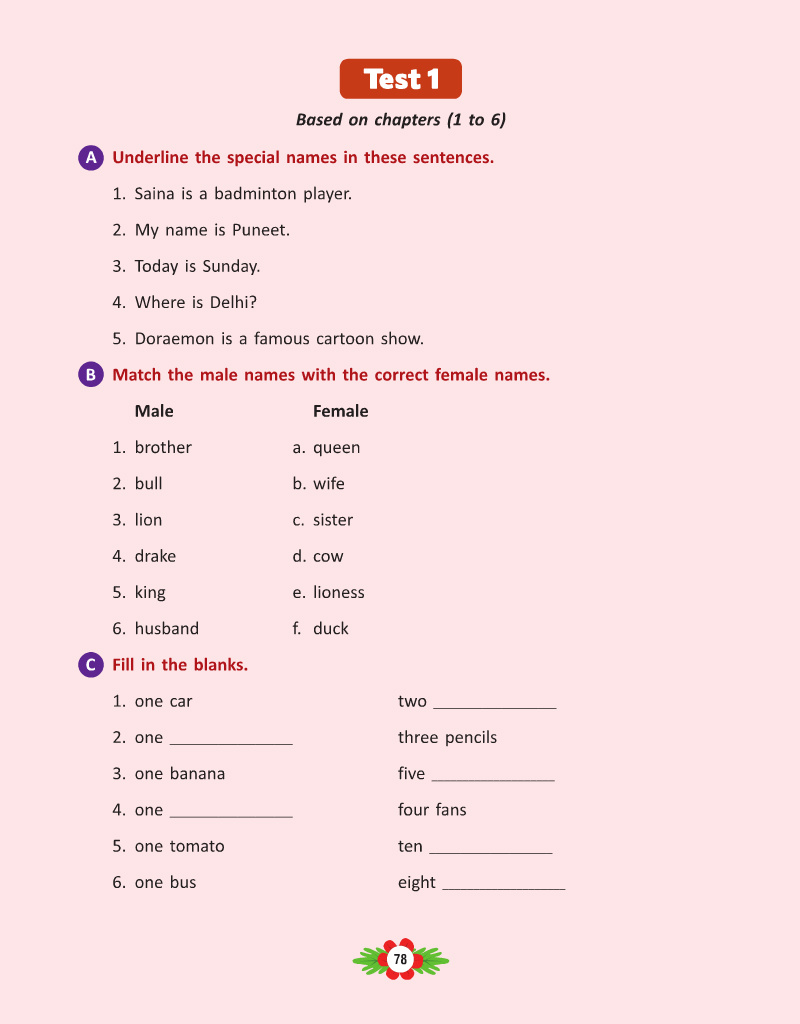 Test 1
Based on chapters (1 to 6)
A Underline the special names in these sentences.
1. Saina is a badminton player.
2. My name is Puneet.
3. Today is Sunday.
4. Where is Delhi?
5. Doraemon is a famous cartoon show.
B Match the male names with the correct female names.
Male Female
1. brother a. queen
2. bull b. wife
3. lion c. sister
4. drake d. cow
5. king e. lioness
6. husband f. duck
C Fill in the blanks.
1. one car two ______________
2. one ______________ three pencils
3. one banana five ______________
4. one ______________ four fans
5. one tomato ten ______________
6. one bus eight ______________
78